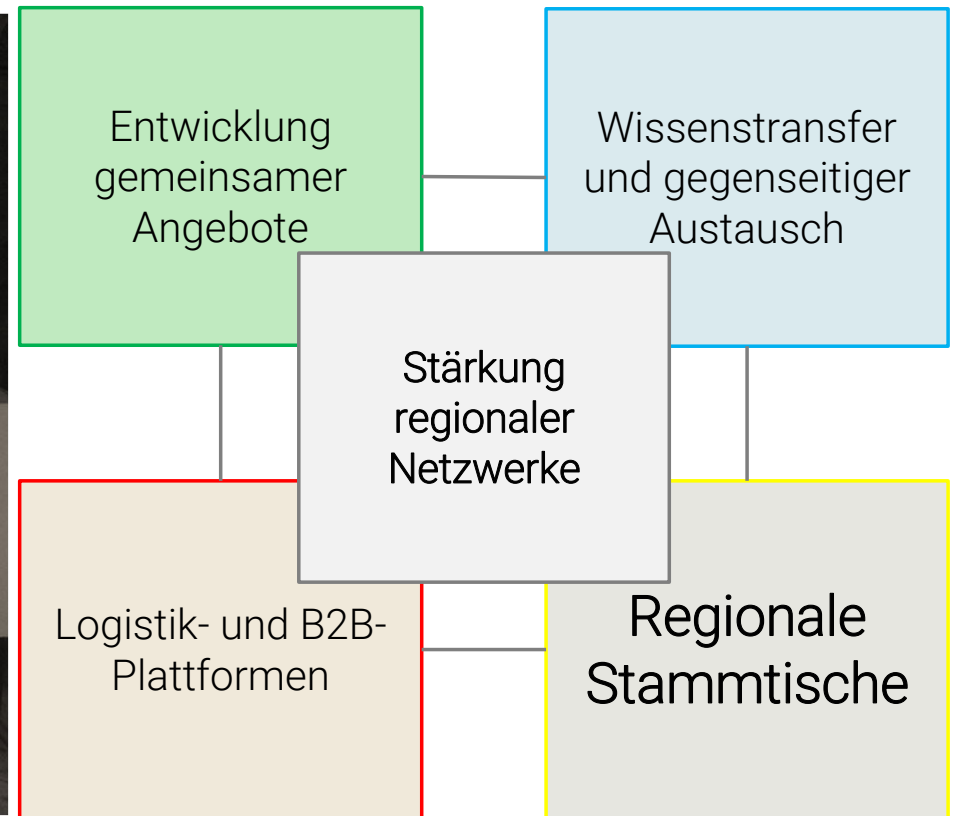 Entwicklung
gemeinsamer
Angebote
Wissenstransfer
und gegenseitiger
Austausch
Stärkung
regionaler
Netzwerke
Logistik- und B2B-
Plattformen
Regionale
Stammtische